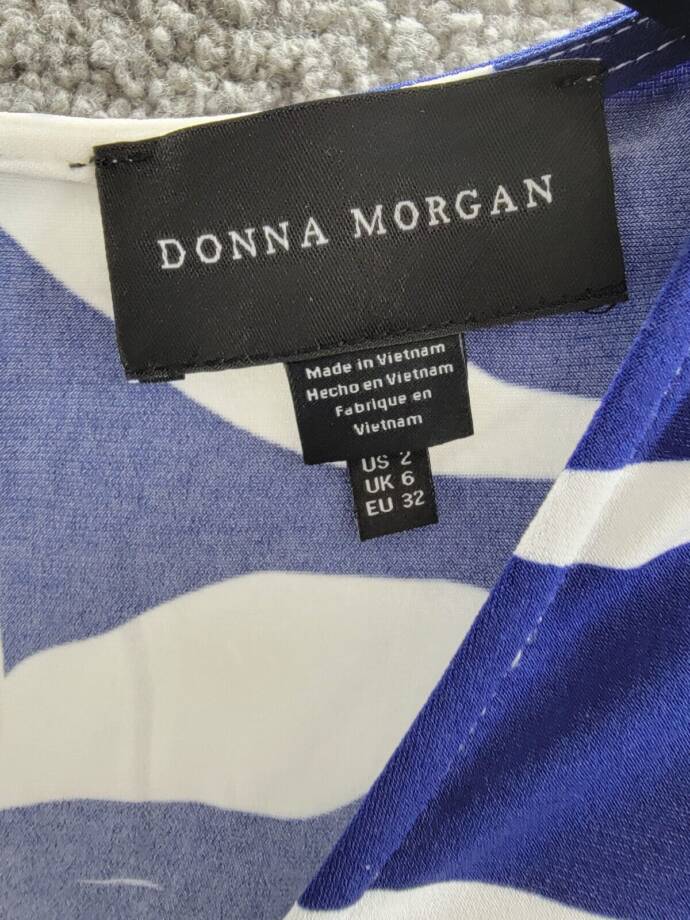 DONNA MORGAN
Made in Vietnam
Hecho en Vietnam
Fabrique en
Vietnam
US 2
UK 6
EU 32